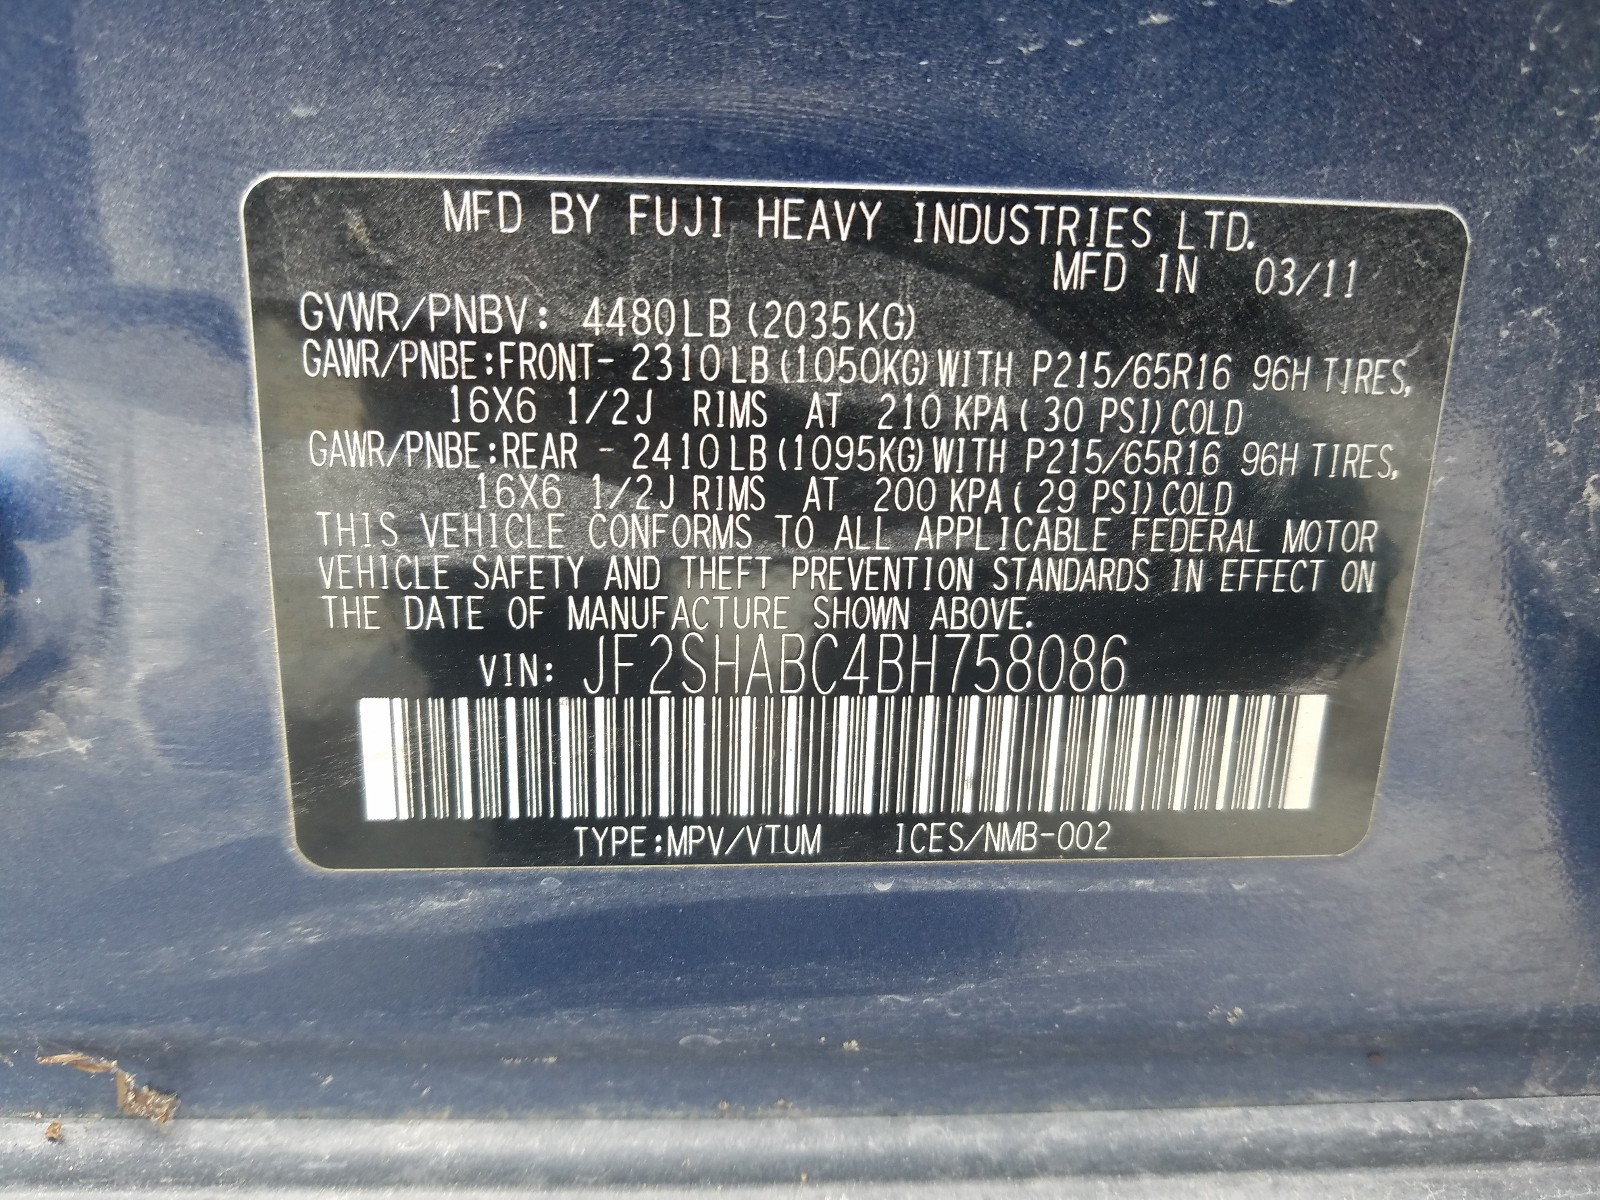 MFD BY FUJI HEAVY INDUSTRIES LTD.
MFD IN 03/11
GVWR/PNBV: 4480LB (2035KG)
GAWR/PNBE:FRONT- 2310LB (1050KG) WITH P215/65R16 96H TIRES,
16X6 1/2J RIMS AT 210 KPA ( 30 PSI) COLD
GAWR/PNBE:REAR - 2410LB (1095KG) WITH P215/65R16 96H TIRES,
16X6 1/2J RIMS AT 200 KPA ( 29 PSI) COLD
THIS VEHICLE CONFORMS TO ALL APPLICABLE FEDERAL MOTOR
VEHICLE SAFETY AND THEFT PREVENTION STANDARDS IN EFFECT ON
THE DATE OF MANUFACTURE SHOWN ABOVE.
VIN: JF2SHABC4BH758086
TYPE:MPV/VTUM ICES/NMB-002